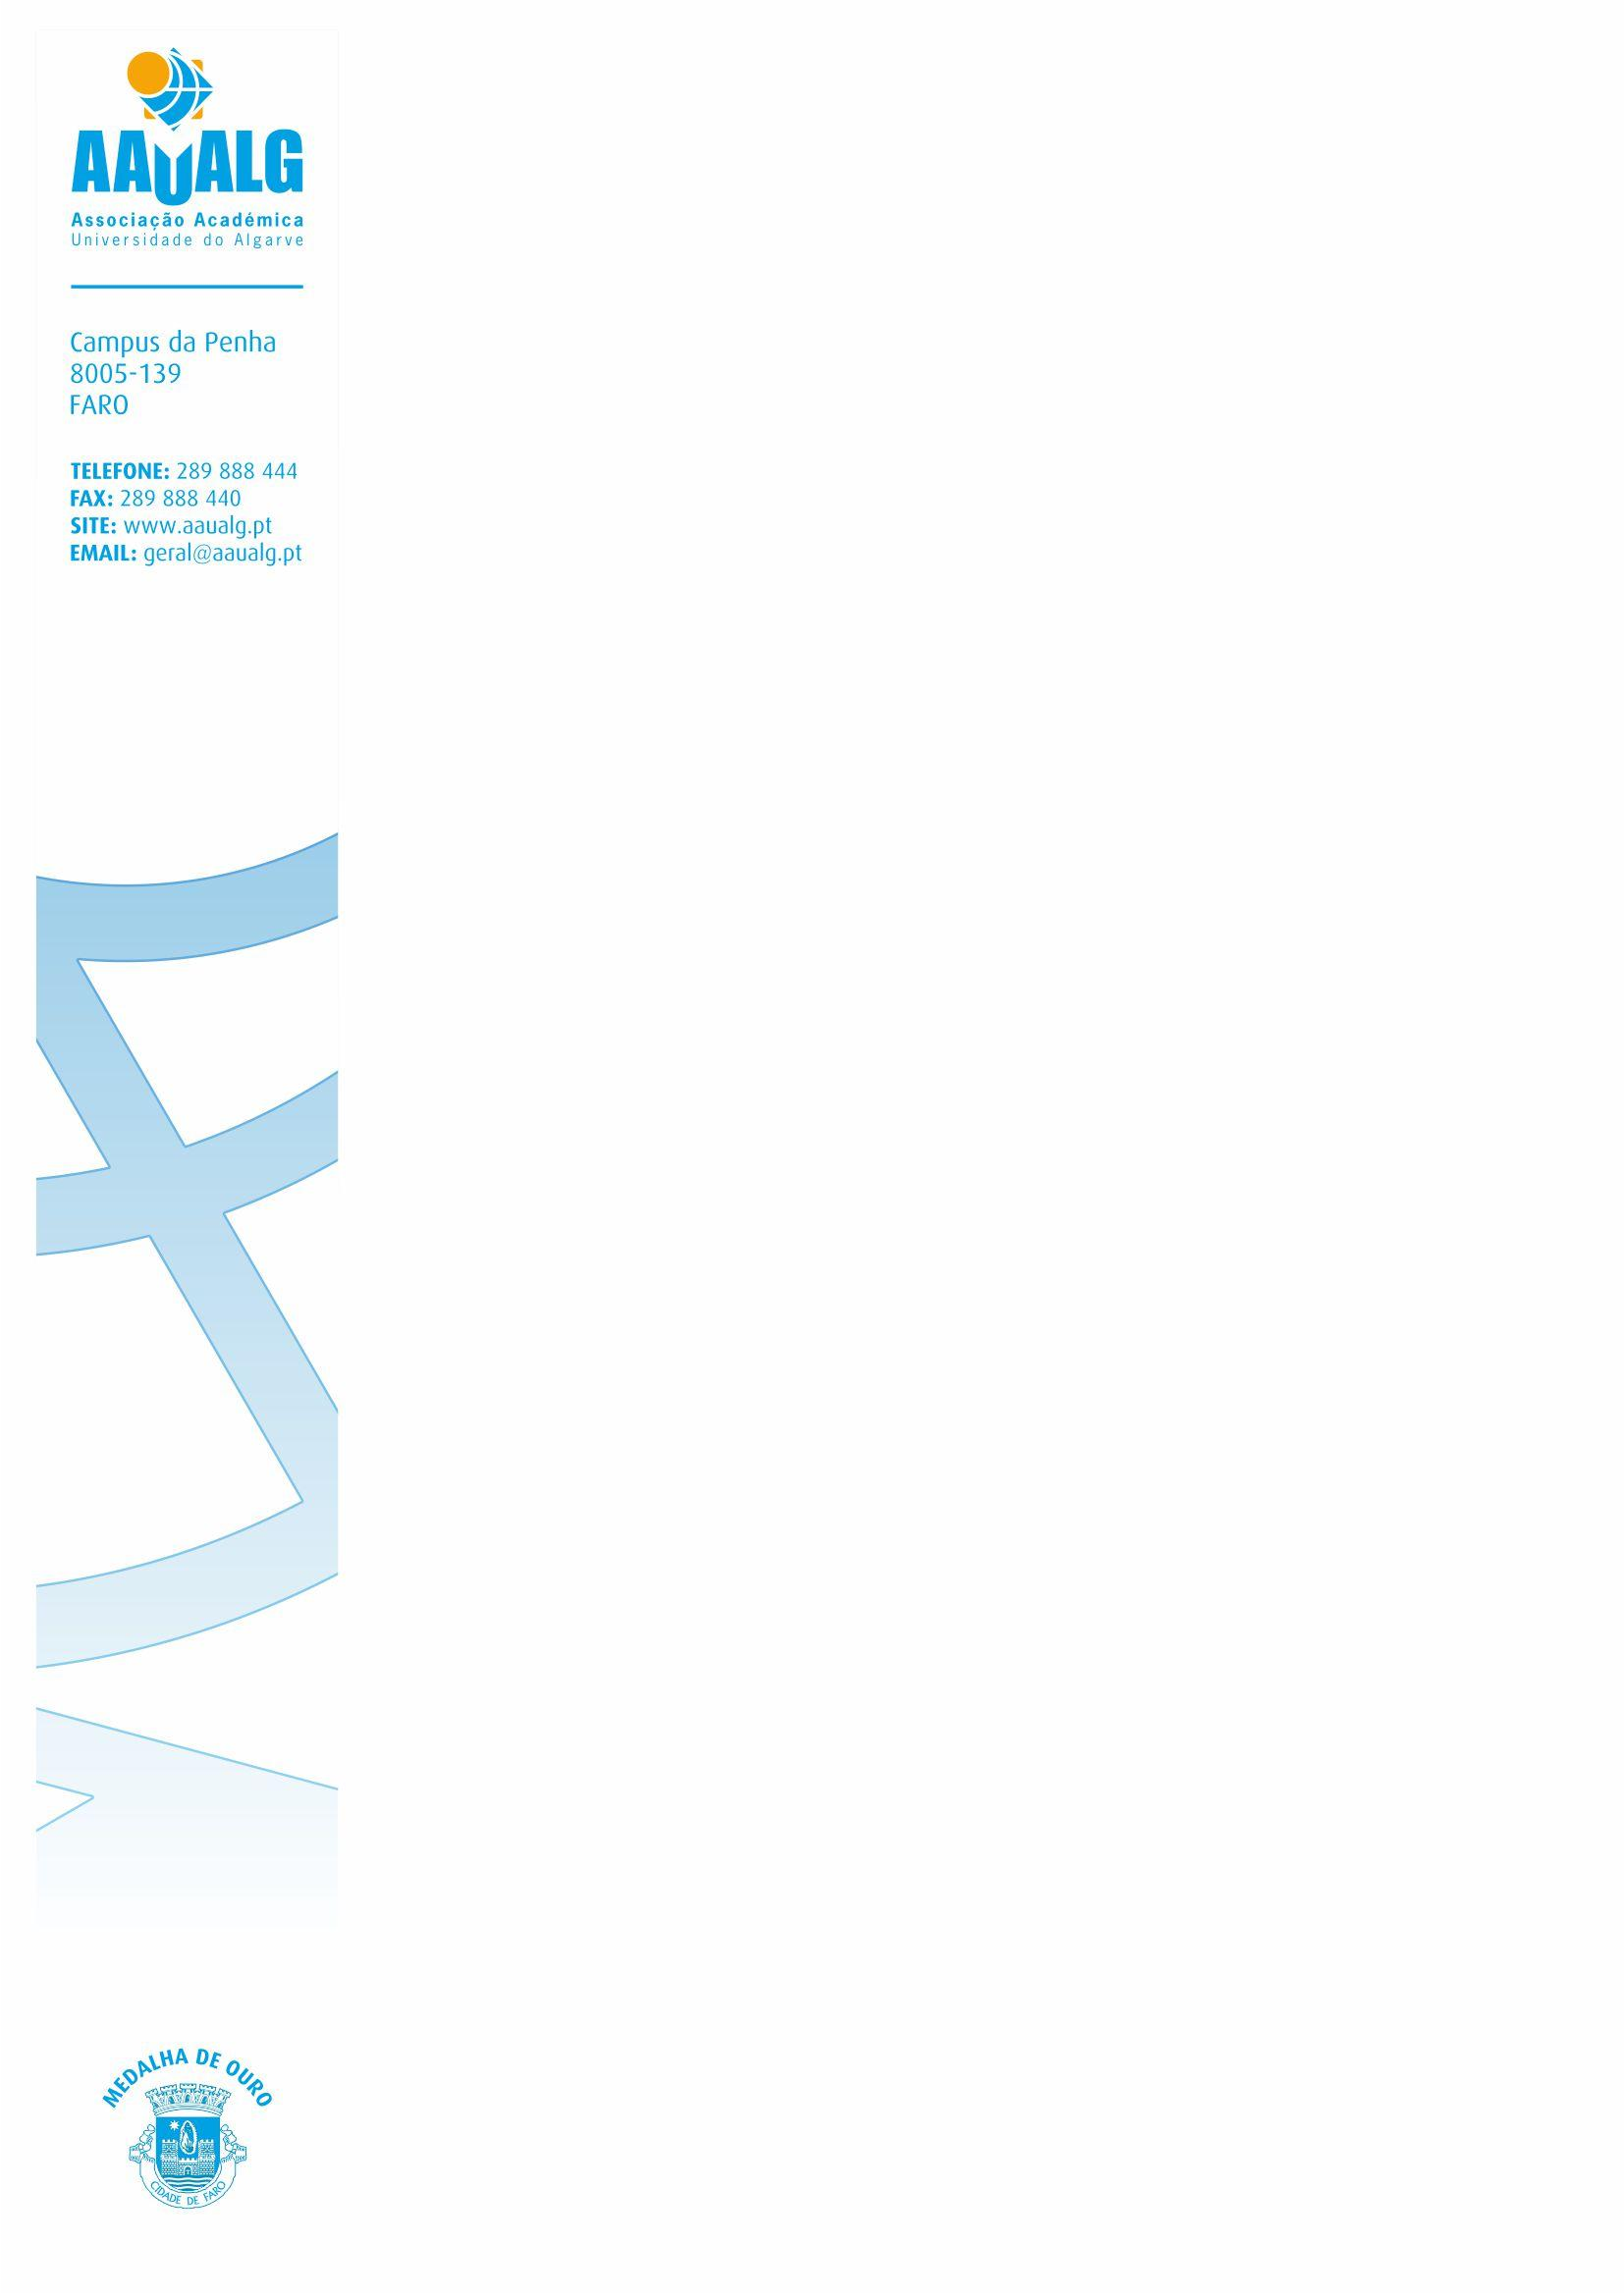 AAUALG
Associação Académica
Universidade do Algarve
Campus da Penha
8005-139
FARO
TELEFONE: 289 888 444
FAX: 289 888 440
SITE: www.aaualg.pt
EMAIL: geral@aaualg.pt
MEDALHA DE OURO
CIDADE DE FARO